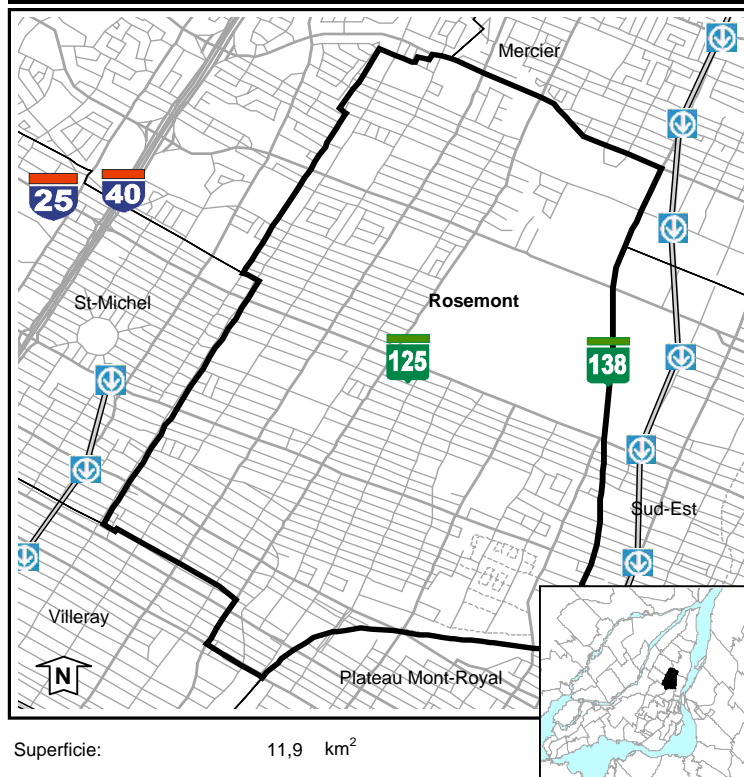 Mercier
25
40
St-Michel
Rosemont
125
138
Sud-Est
Villeray
N
Plateau Mont-Royal
Superficie: 11,9 km²